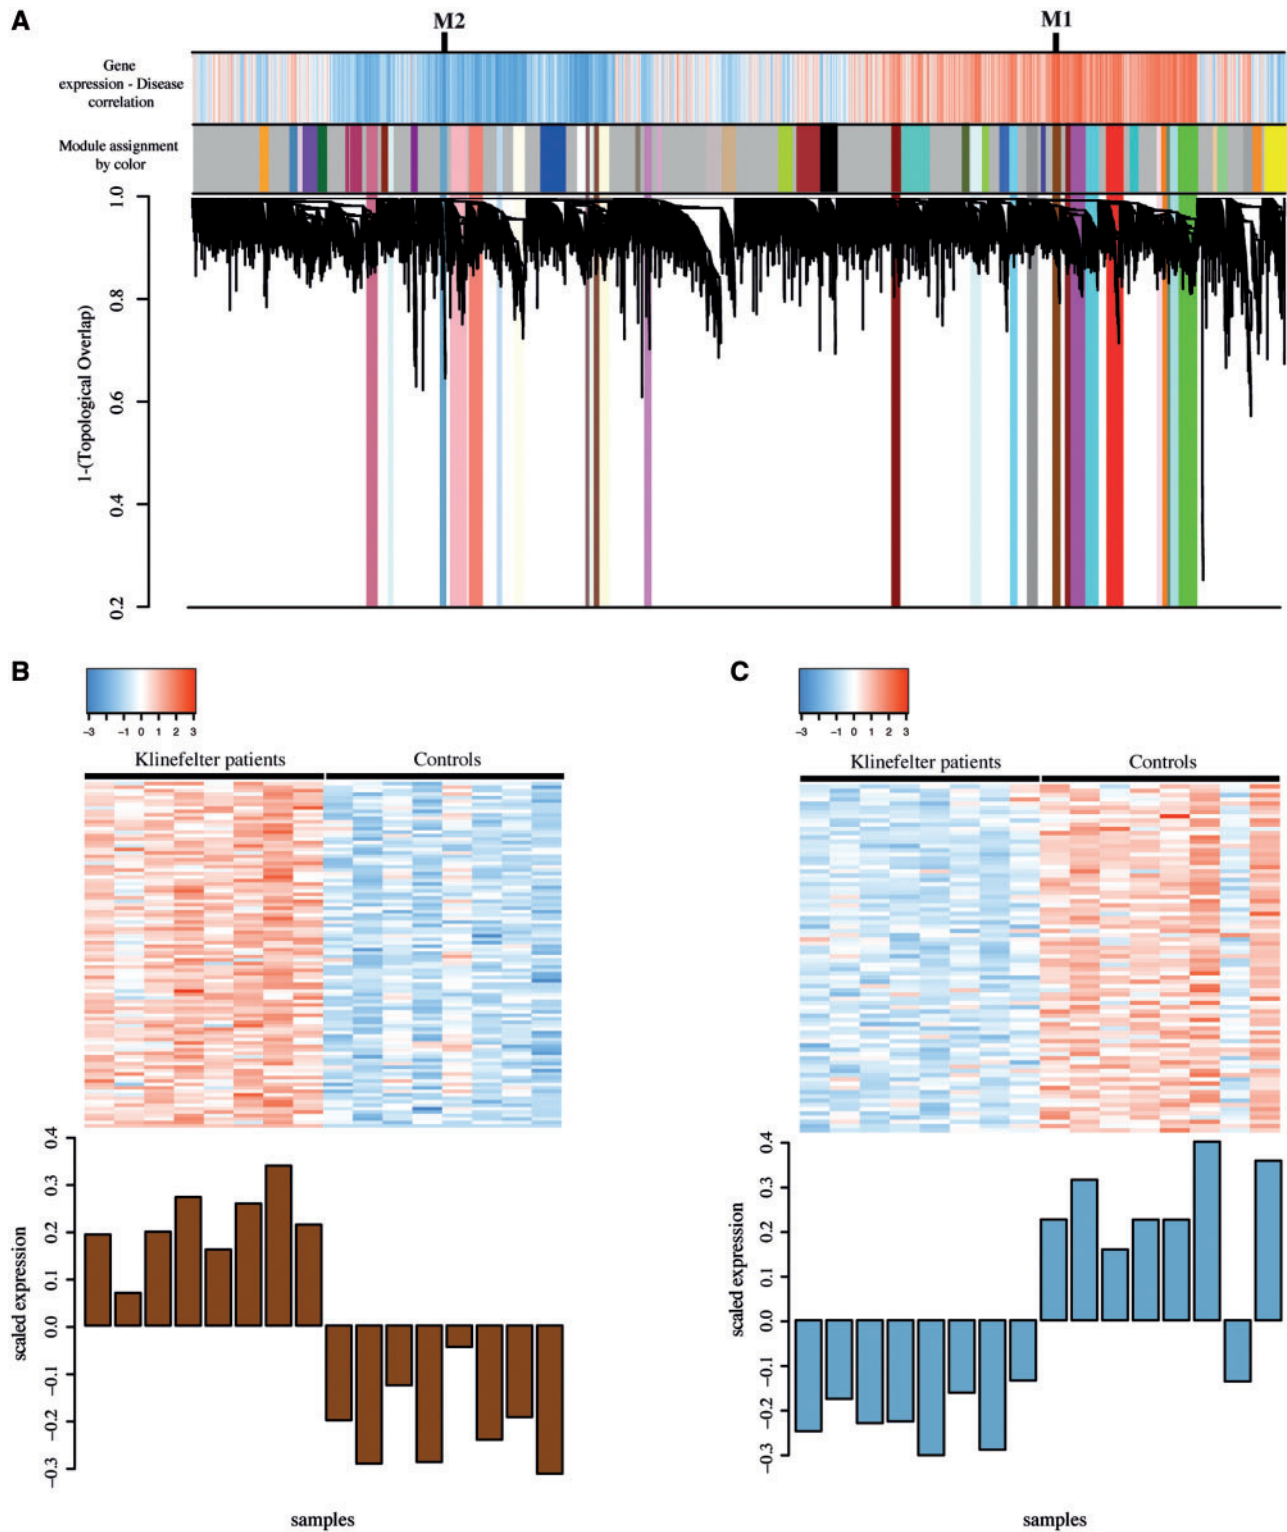 A
M2
M1
Gene
expression - Disease
correlation
Module assignment
by color
1-(Topological Overlap)
1.0
0.8
0.6
0.4
0.2
B
-3 -1 0 1 2 3
Klinefelter patients Controls
scaled expression
0.4
0.3
0.2
0.1
0.0
-0.1
-0.2
-0.3
samples
C
-3 -1 0 1 2 3
Klinefelter patients Controls
scaled expression
0.4
0.3
0.2
0.1
0.0
-0.1
-0.2
-0.3
samples